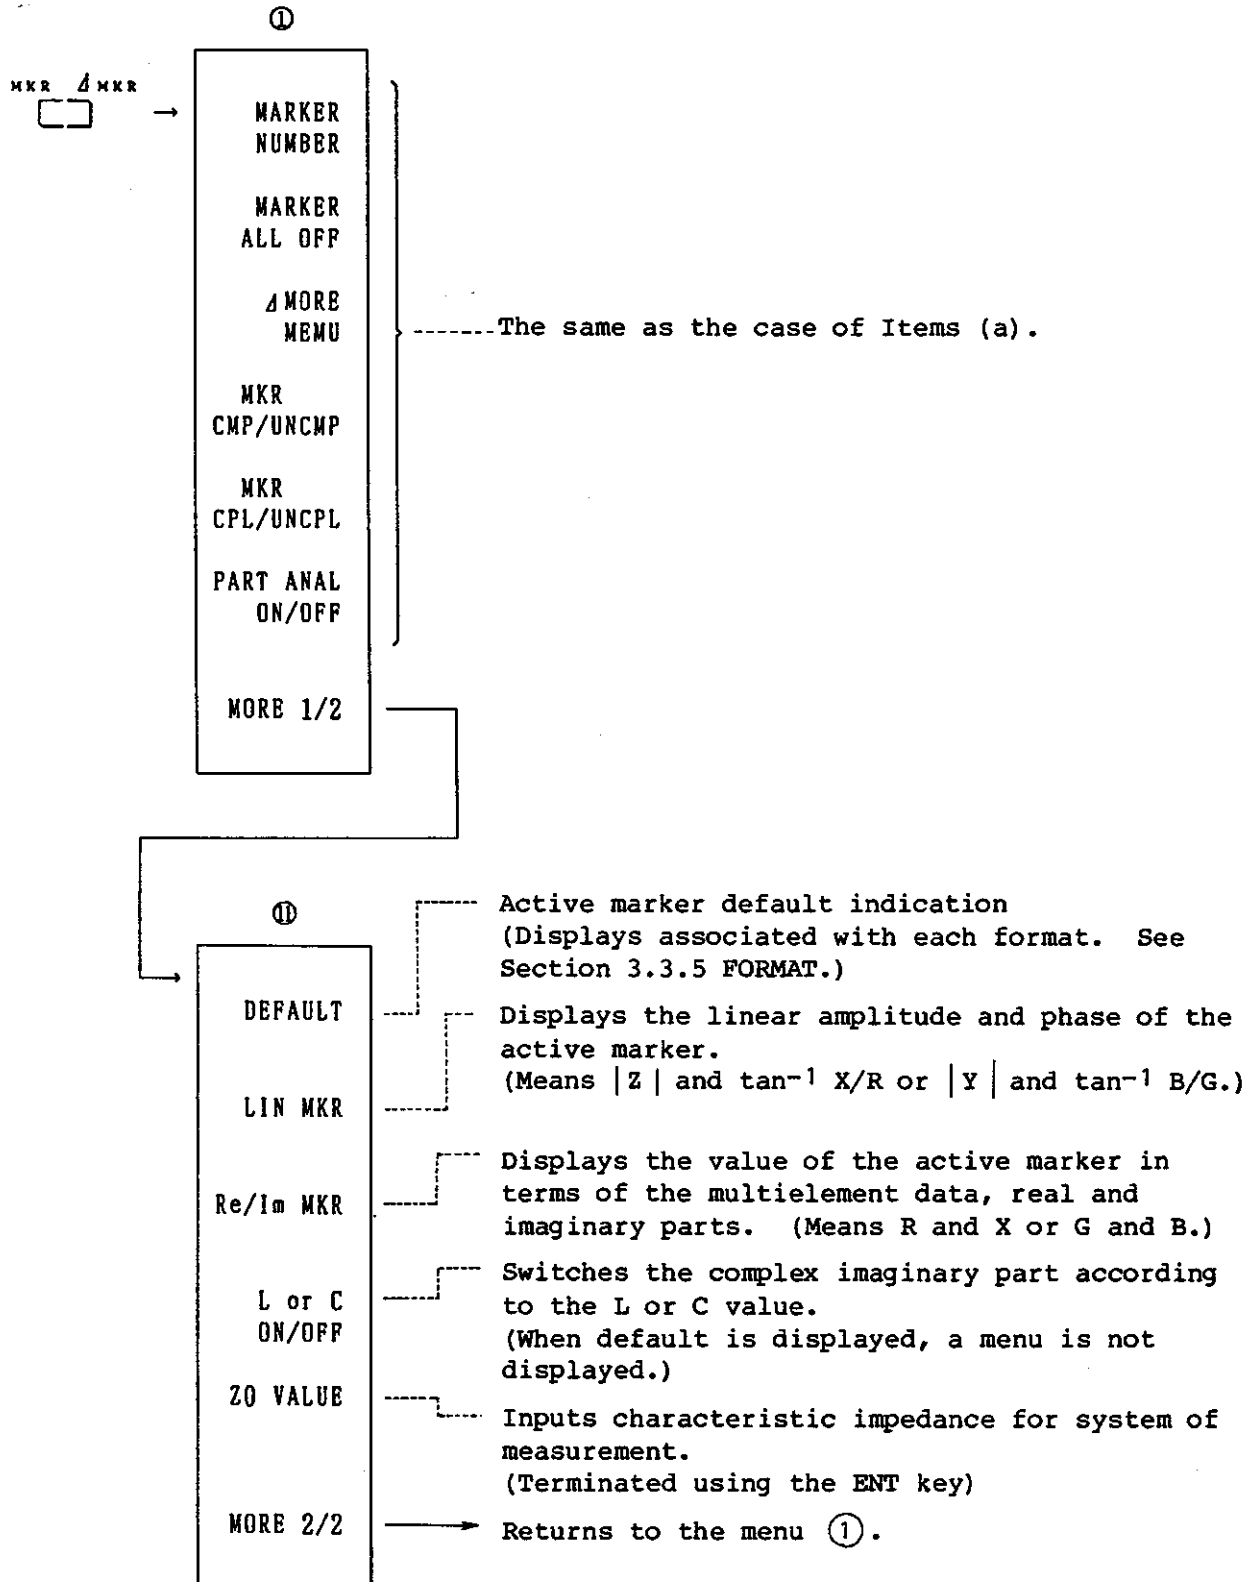 ①
MKR ⊿MKR
→
MARKER
NUMBER
MARKER
ALL OFF
⊿MORE
MEMU
The same as the case of Items (a).
MKR
CMP/UNCMP
MKR
CPL/UNCPL
PART ANAL
ON/OFF
MORE 1/2
⑪
Active marker default indication
(Displays associated with each format. See
Section 3.3.5 FORMAT.)
DEFAULT
Displays the linear amplitude and phase of the
active marker.
(Means |Z| and tan-1 X/R or |Y| and tan-1 B/G.)
LIN MKR
Displays the value of the active marker in
terms of the multielement data, real and
imaginary parts. (Means R and X or G and B.)
Re/Im MKR
Switches the complex imaginary part according
to the L or C value.
(When default is displayed, a menu is not
displayed.)
L or C
ON/OFF
Z0 VALUE
Inputs characteristic impedance for system of
measurement.
(Terminated using the ENT key)
MORE 2/2
Returns to the menu ①.